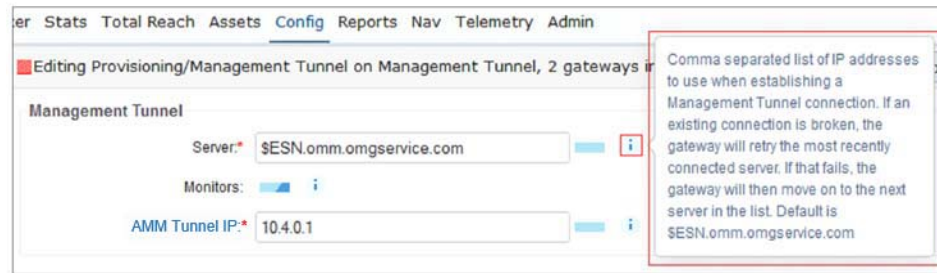 er Stats Total Reach Assets Config Reports Nav Telemetry Admin
Editing Provisioning/Management Tunnel on Management Tunnel, 2 gateways in
Management Tunnel
Server:* $ESN.omm.omgservice.com i
Monitors: i
AMM Tunnel IP:* 10.4.0.1 i
Comma separated list of IP addresses
to use when establishing a
Management Tunnel connection. If an
existing connection is broken, the
gateway will retry the most recently
connected server. If that fails, the
gateway will then move on to the next
server in the list. Default is
$ESN.omm.omgservice.com